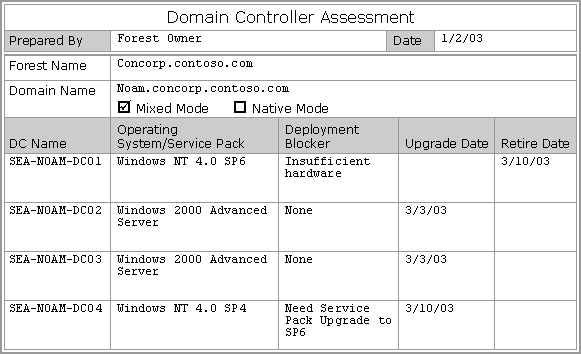 Domain Controller Assessment
Prepared By Forest Owner Date 1/2/03
Forest Name Concorp.contoso.com
Domain Name Noam.concorp.contoso.com
Mixed Mode Native Mode
DC Name Operating System/Service Pack Deployment Blocker Upgrade Date Retire Date
SEA-NOAM-DC01 Windows NT 4.0 SP6 Insufficient hardware 3/10/03
SEA-NOAM-DC02 Windows 2000 Advanced Server None 3/3/03
SEA-NOAM-DC03 Windows 2000 Advanced Server None 3/3/03
SEA-NOAM-DC04 Windows NT 4.0 SP4 Need Service Pack Upgrade to SP6 3/10/03